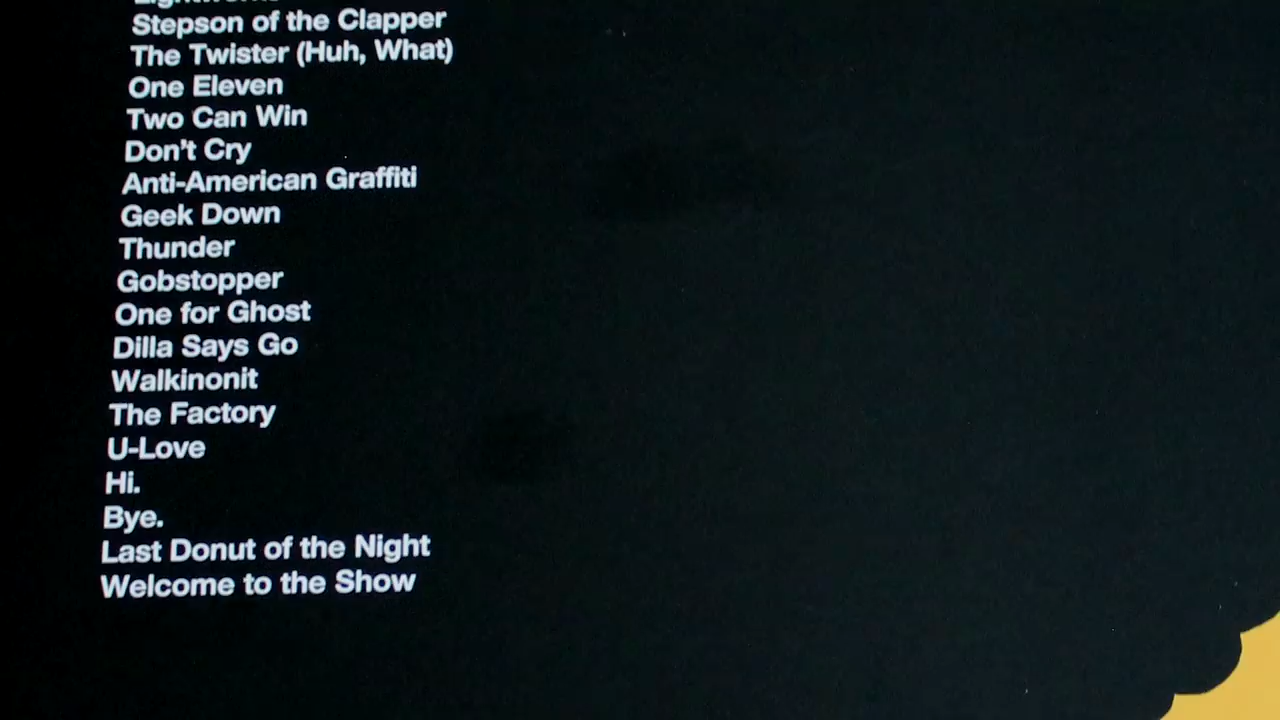 Stepson of the Clapper
The Twister (Huh, What)
One Eleven
Two Can Win
Don't Cry
Anti-American Graffiti
Geek Down
Thunder
Gobstopper
One for Ghost
Dilla Says Go
Walkinonit
The Factory
U-Love
Hi.
Bye.
Last Donut of the Night
Welcome to the Show